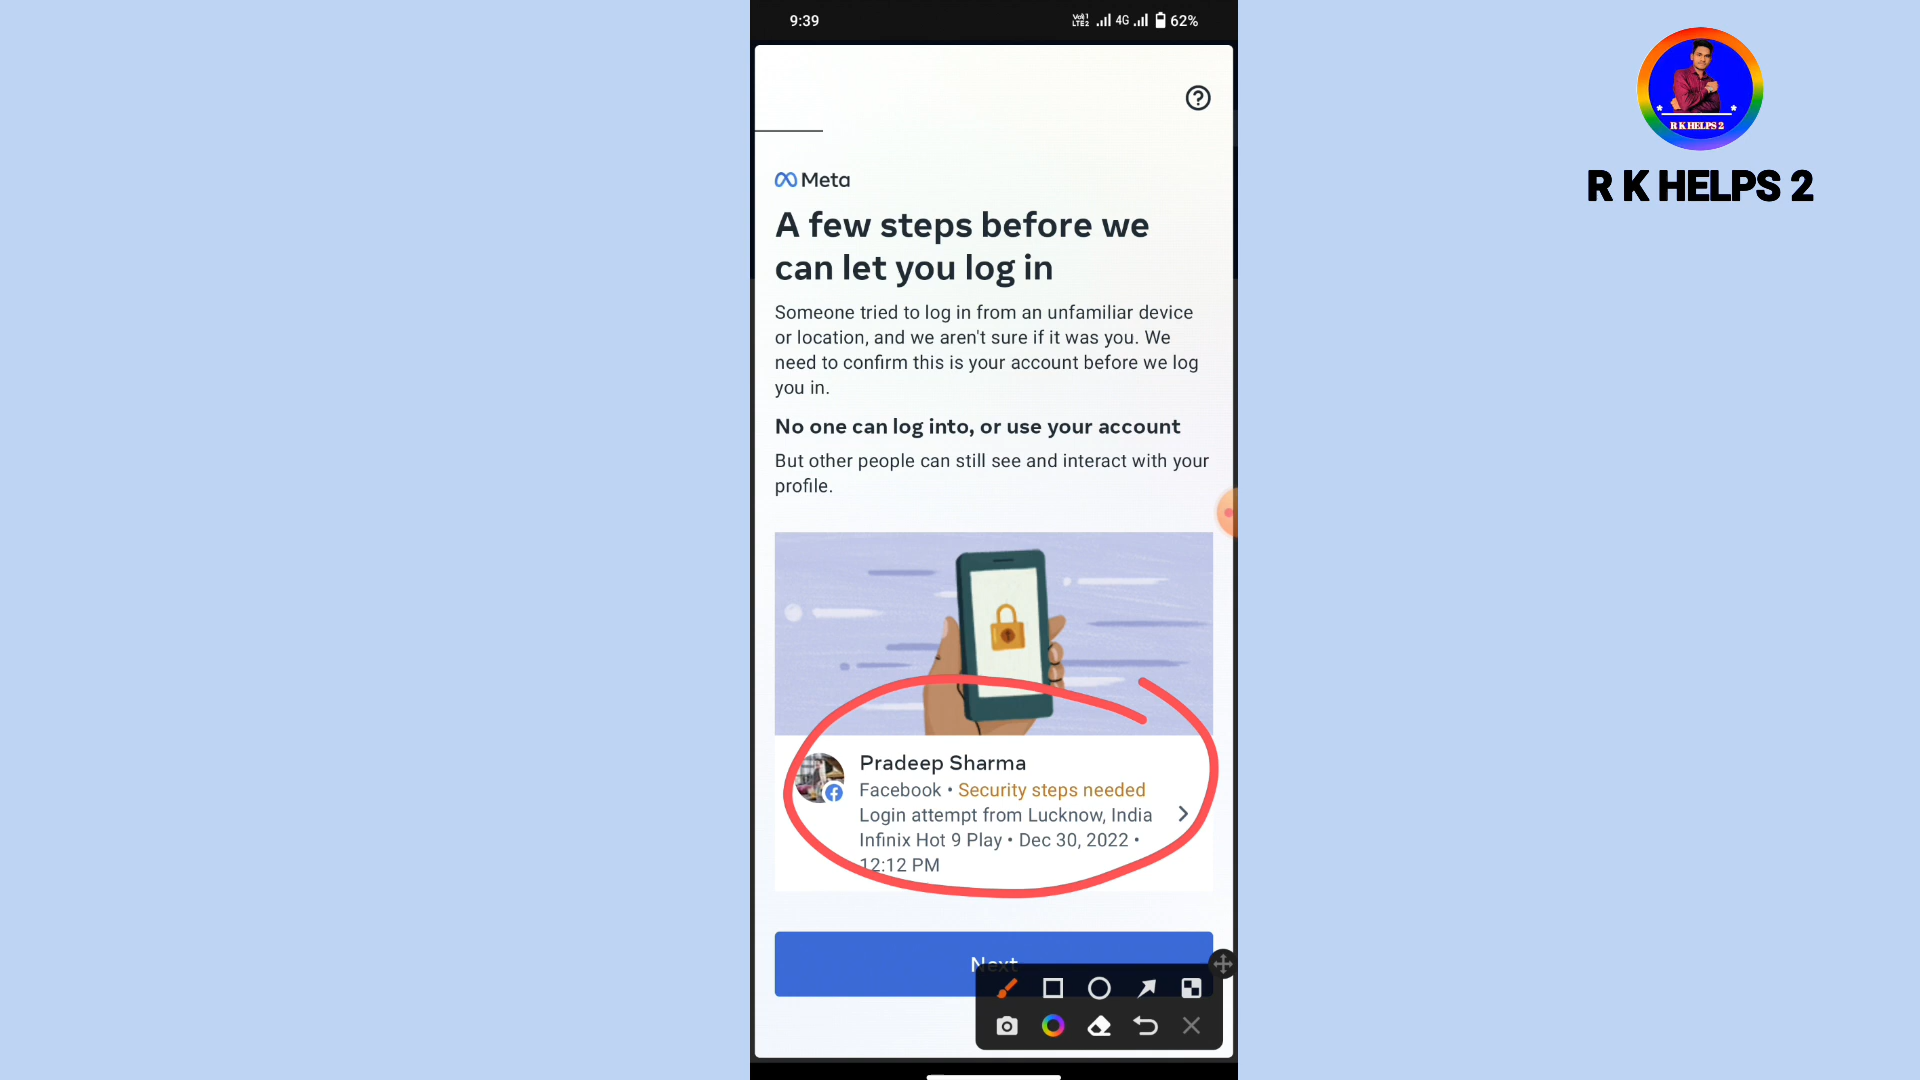 9:39
Vo) 1
LTE2
4G
62%
R K HELPS 2
R K HELPS 2
Meta
A few steps before we
can let you log in
Someone tried to log in from an unfamiliar device
or location, and we aren't sure if it was you. We
need to confirm this is your account before we log
you in.
No one can log into, or use your account
But other people can still see and interact with your
profile.
Pradeep Sharma
Facebook • Security steps needed
Login attempt from Lucknow, India
Infinix Hot 9 Play • Dec 30, 2022 •
12:12 PM
Next